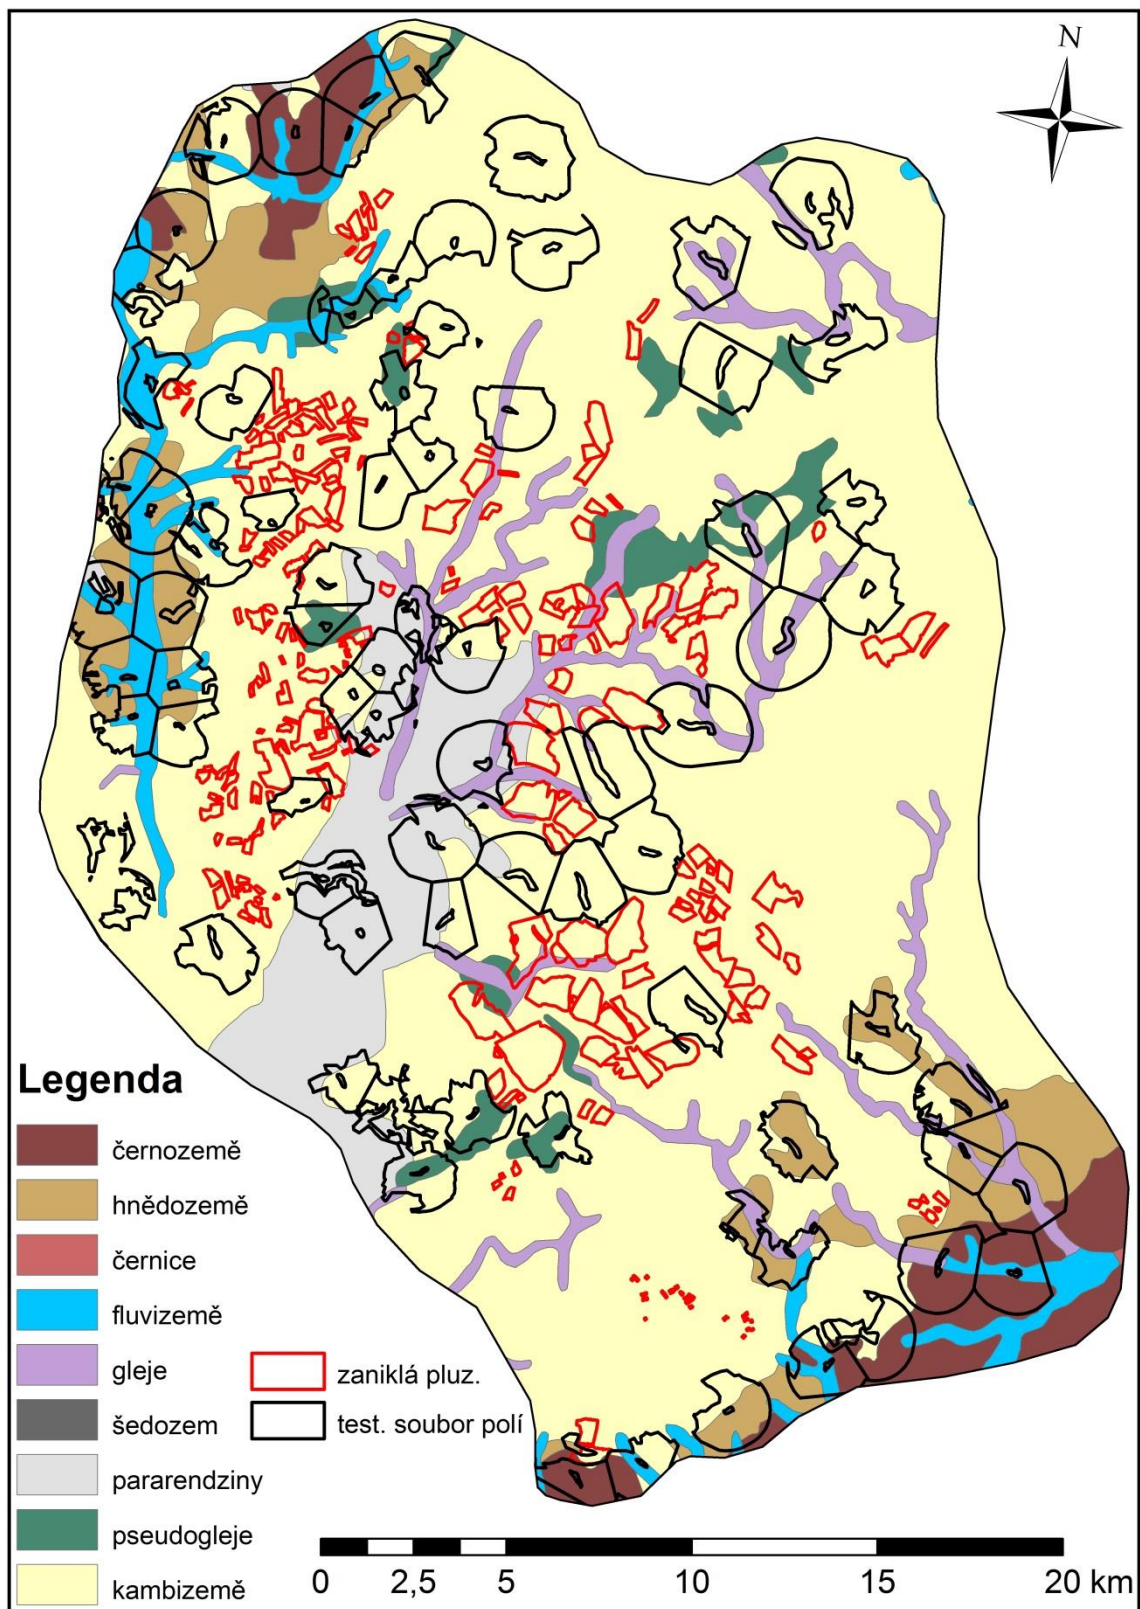 N
Legenda
černozemě
hnědozemě
černice
fluvizemě
gleje
šedozem
pararendziny
pseudogleje
kambizemě
zaniklá pluz.
test. soubor polí
0 2,5 5 10 15 20 km